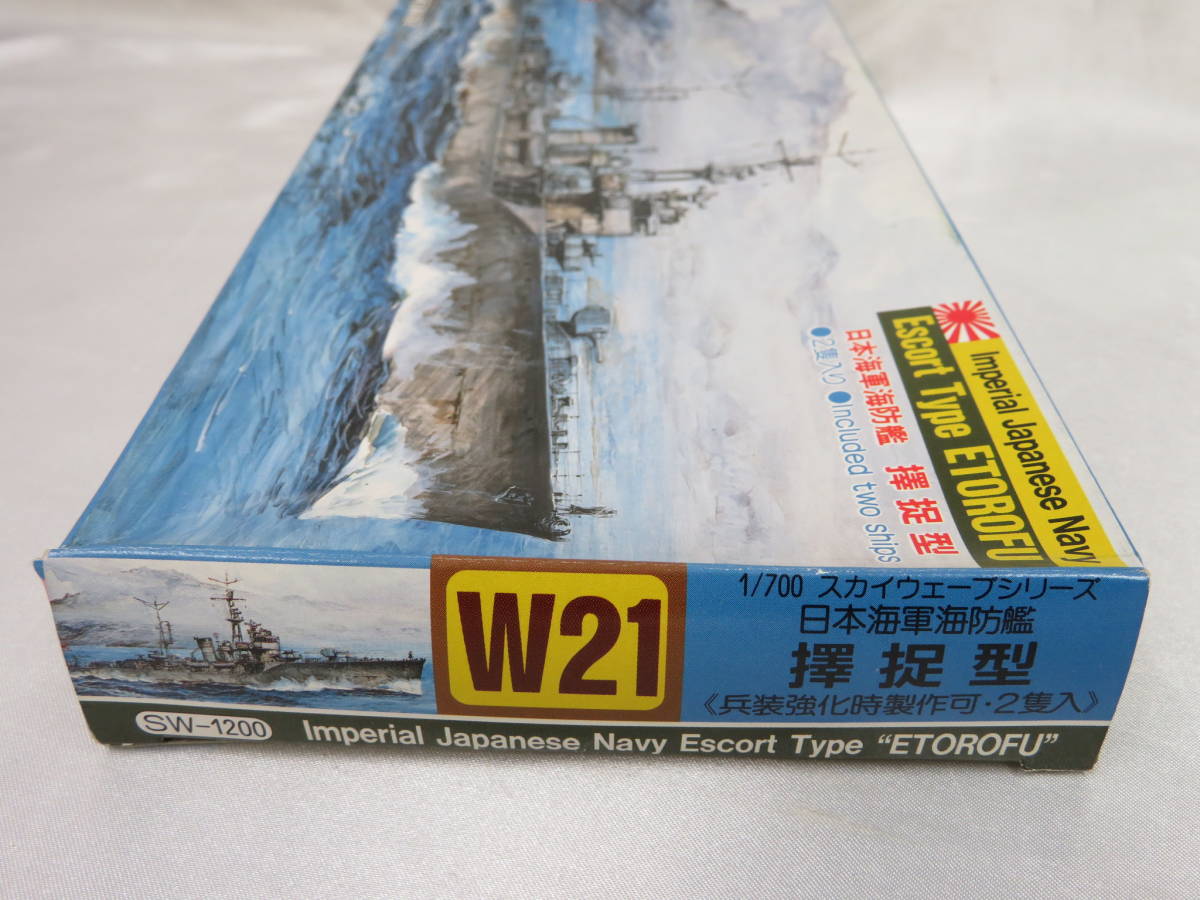 Imperial Japanese Navy
Escort Type ETOROFU
日本海軍海防艦 擇捉型
●2隻入り ●Included two ships
W21
1/700 スカイウェーブシリーズ
日本海軍海防艦
擇捉型
《兵装強化時製作可・2隻入》
SW-1200
Imperial Japanese Navy Escort Type “ETOROFU”